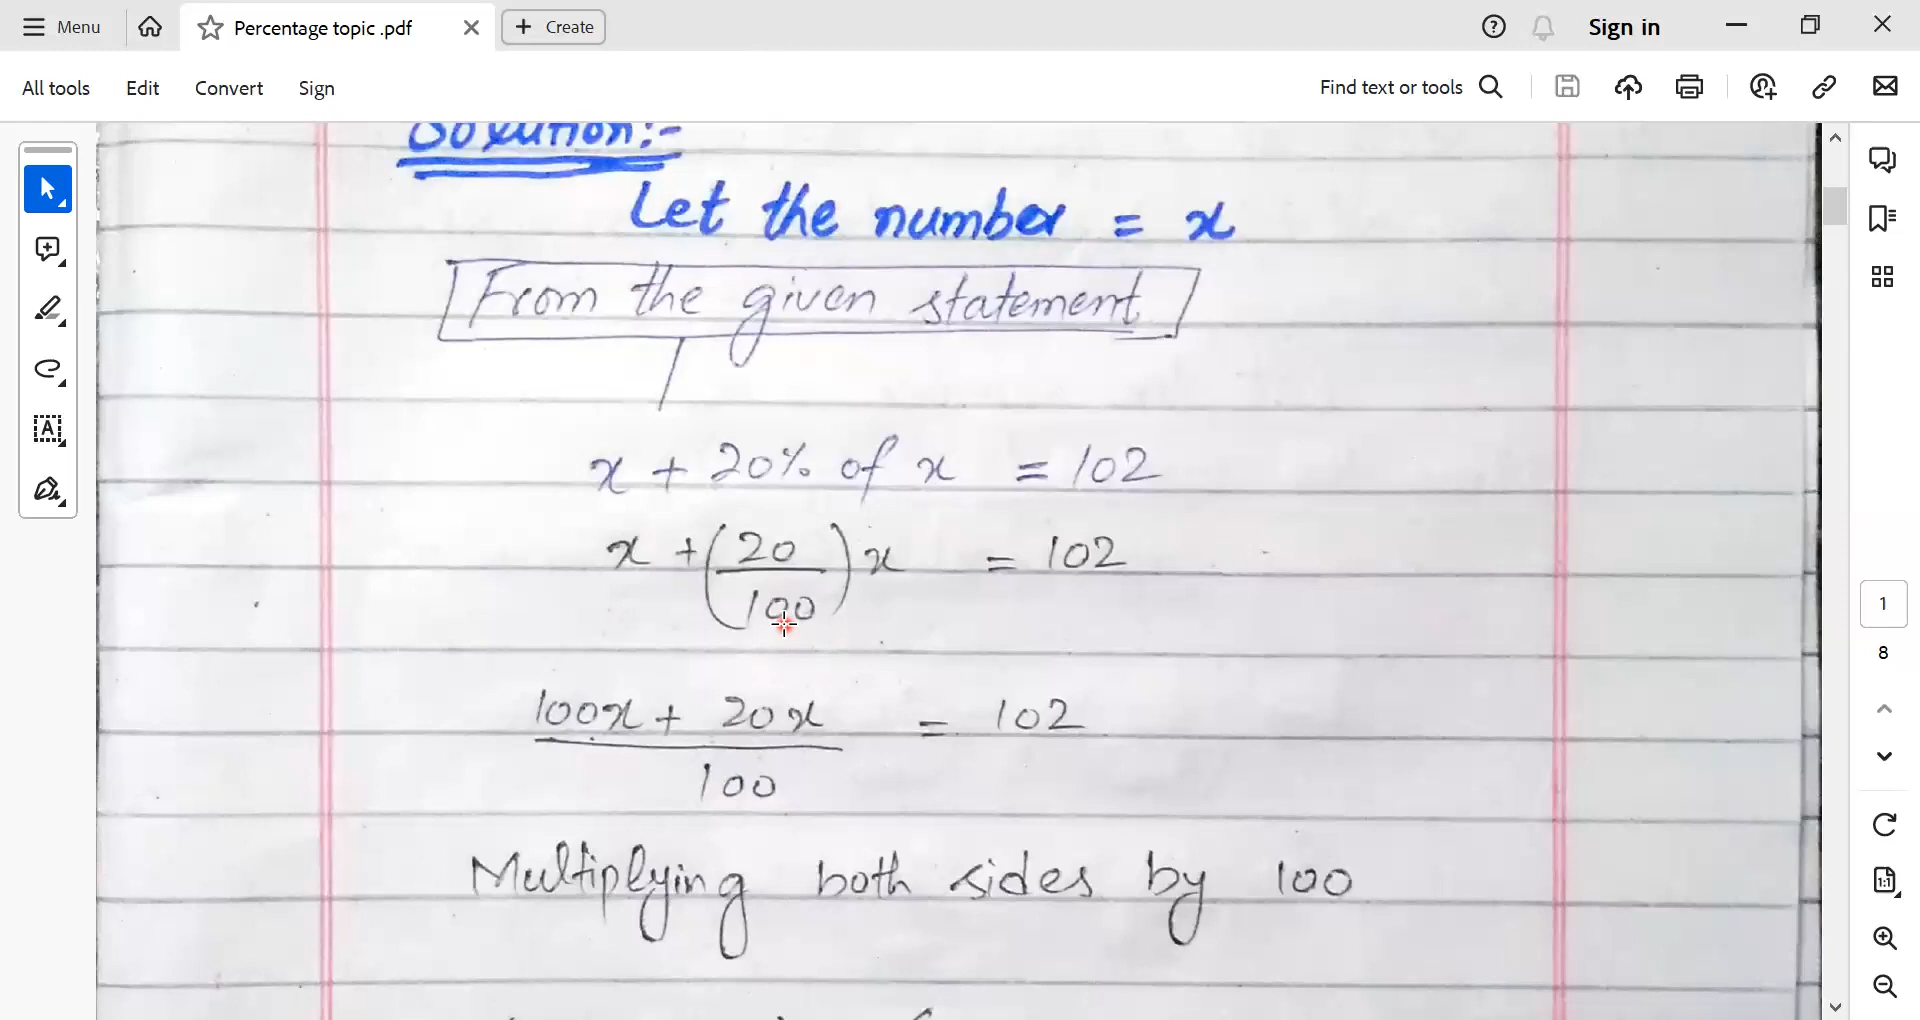 Menu
Percentage topic .pdf
Create
Sign in
All tools
Edit
Convert
Sign
Find text or tools
Solution:-
Let the number = x
From the given statement
x + 20% of x = 102
x + (20/100) x = 102
100x + 20x / 100 = 102
Multiplying both sides by 100
1
8